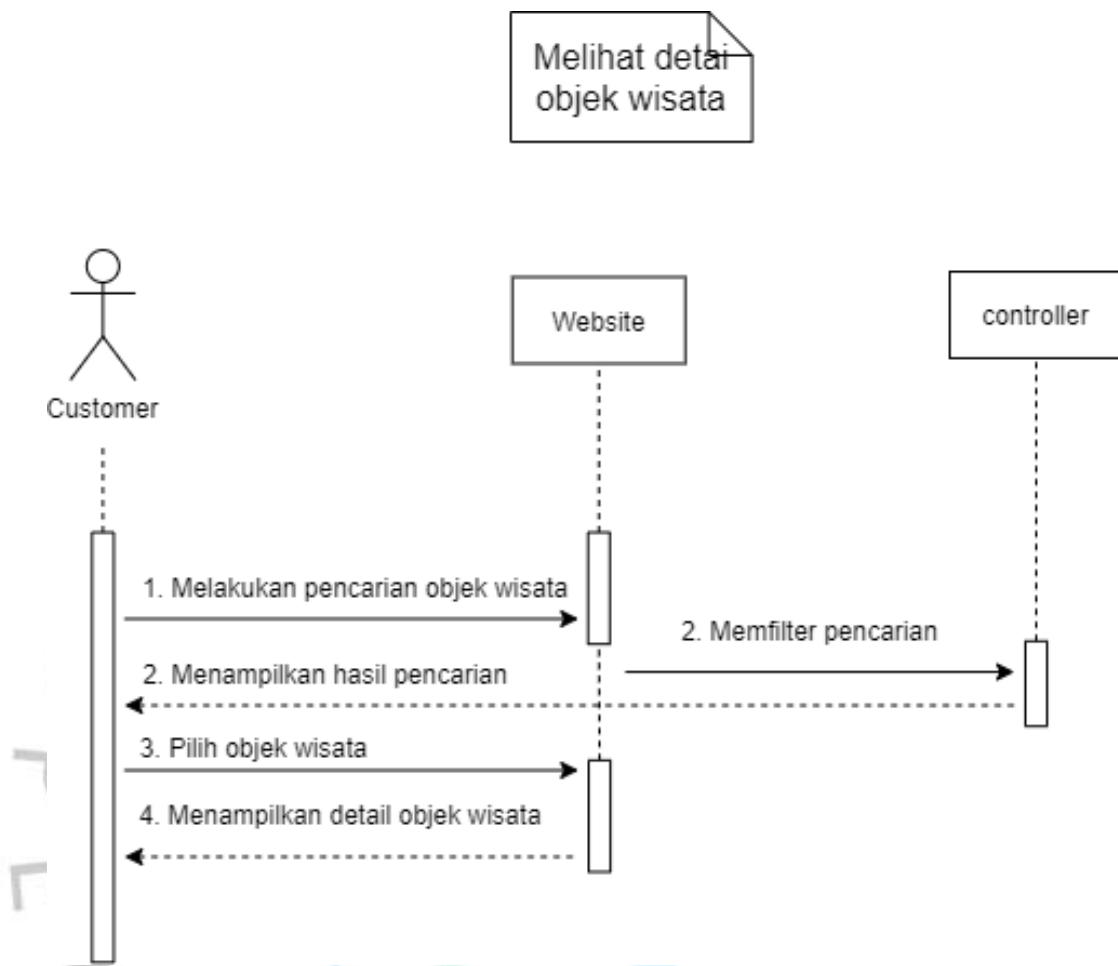 Melihat detai
objek wisata
Customer
Website
controller
1. Melakukan pencarian objek wisata
2. Memfilter pencarian
2. Menampilkan hasil pencarian
3. Pilih objek wisata
4. Menampilkan detail objek wisata